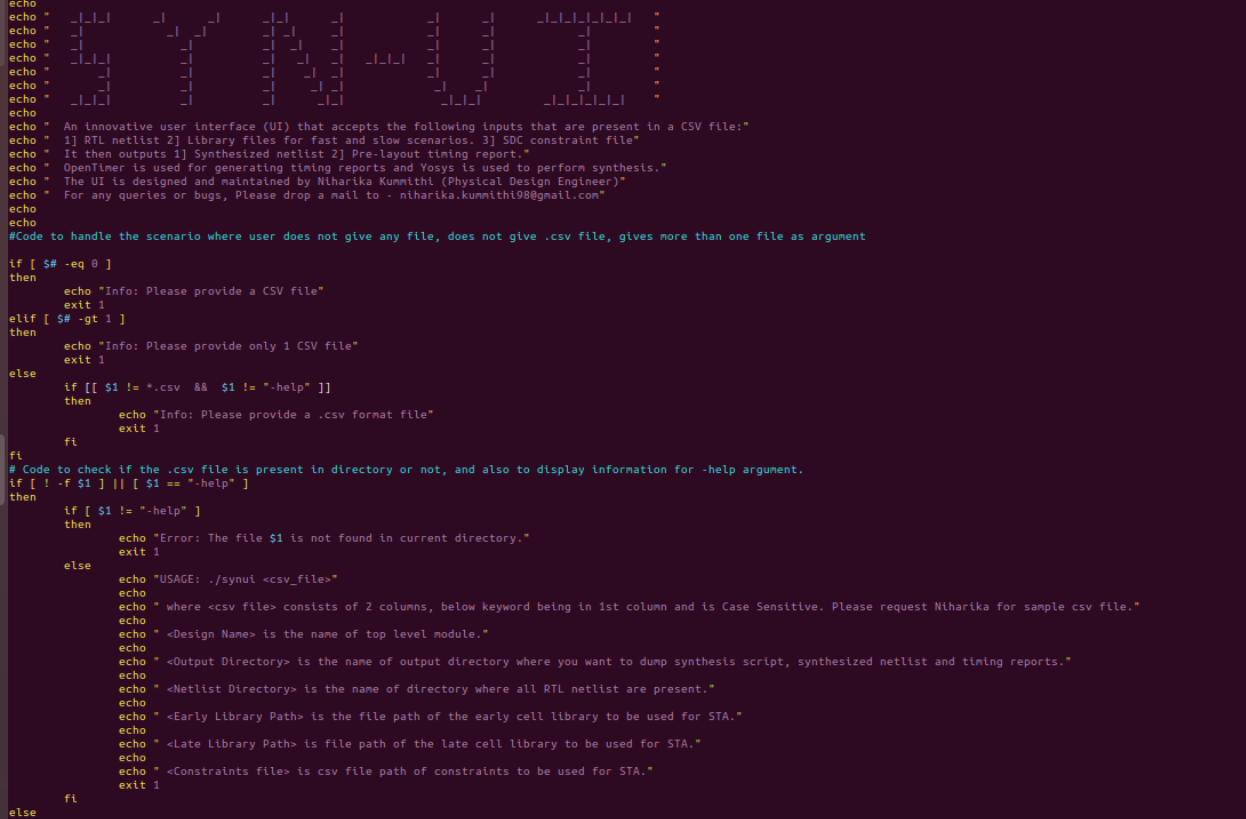 echo
echo "   _|_|_|      _|      _|      _|_|      _|             _|      _|      _|_|_|_|_|_|_|   "
echo "   _|            _|  _|        _| _|     _|             _|      _|            _|         "
echo "   _|              _|          _|  _|    _|             _|      _|            _|         "
echo "   _|_|_|          _|          _|   _|   _|   _|_|_|   _|      _|            _|         "
echo "       _|          _|          _|    _|  _|             _|      _|            _|         "
echo "       _|          _|          _|     _| _|              _|    _|             _|         "
echo "   _|_|_|          _|          _|      _|_|               _|_|_|         _|_|_|_|_|_|    "
echo
echo "  An innovative user interface (UI) that accepts the following inputs that are present in a CSV file:"
echo "  1] RTL netlist 2] Library files for fast and slow scenarios. 3] SDC constraint file"
echo "  It then outputs 1] Synthesized netlist 2] Pre-layout timing report."
echo "  OpenTimer is used for generating timing reports and Yosys is used to perform synthesis."
echo "  The UI is designed and maintained by Niharika Kummithi (Physical Design Engineer)"
echo "  For any queries or bugs, Please drop a mail to - niharika.kummithi98@gmail.com"
echo
echo
#Code to handle the scenario where user does not give any file, does not give .csv file, gives more than one file as argument
if [ $# -eq 0 ]
then
        echo "Info: Please provide a CSV file"
        exit 1
elif [ $# -gt 1 ]
then
        echo "Info: Please provide only 1 CSV file"
        exit 1
else
        if [[ $1 != *.csv  &&  $1 != "-help" ]]
        then
                echo "Info: Please provide a .csv format file"
                exit 1
        fi
fi
# Code to check if the .csv file is present in directory or not, and also to display information for -help argument.
if [ ! -f $1 ] || [ $1 == "-help" ]
then
        if [ $1 != "-help" ]
        then
                echo "Error: The file $1 is not found in current directory."
                exit 1
        else
                echo "USAGE: ./synui <csv_file>"
                echo
                echo " where <csv file> consists of 2 columns, below keyword being in 1st column and is Case Sensitive. Please request Niharika for sample csv file."
                echo
                echo " <Design Name> is the name of top level module."
                echo
                echo " <Output Directory> is the name of output directory where you want to dump synthesis script, synthesized netlist and timing reports."
                echo
                echo " <Netlist Directory> is the name of directory where all RTL netlist are present."
                echo
                echo " <Early Library Path> is the file path of the early cell library to be used for STA."
                echo
                echo " <Late Library Path> is file path of the late cell library to be used for STA."
                echo
                echo " <Constraints file> is csv file path of constraints to be used for STA."
                exit 1
        fi
else